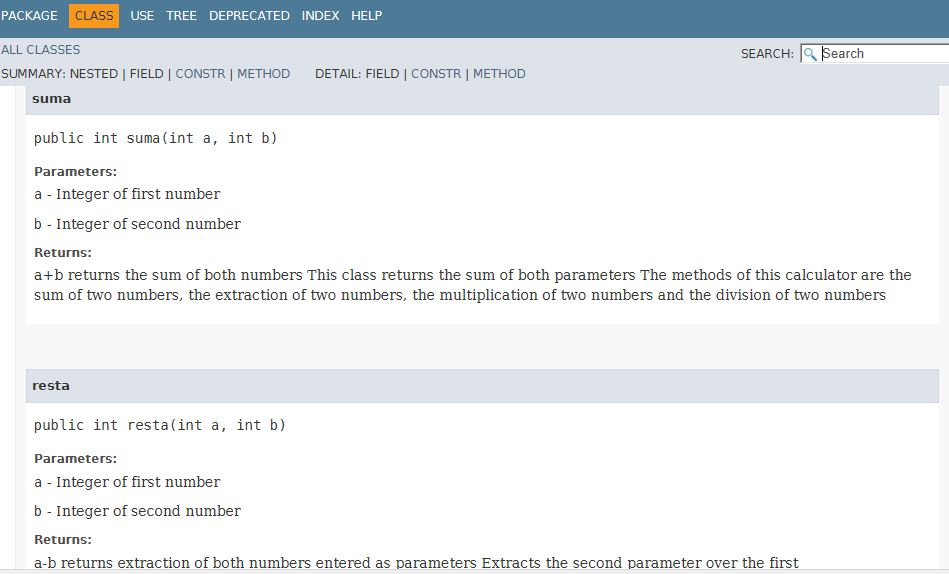 PACKAGE CLASS USE TREE DEPRECATED INDEX HELP
ALL CLASSES
SEARCH: Search
SUMMARY: NESTED | FIELD | CONSTR | METHOD DETAIL: FIELD | CONSTR | METHOD
suma
public int suma(int a, int b)
Parameters:
a - Integer of first number
b - Integer of second number
Returns:
a+b returns the sum of both numbers This class returns the sum of both parameters The methods of this calculator are the
sum of two numbers, the extraction of two numbers, the multiplication of two numbers and the division of two numbers
resta
public int resta(int a, int b)
Parameters:
a - Integer of first number
b - Integer of second number
Returns:
a-b returns extraction of both numbers entered as parameters Extracts the second parameter over the first